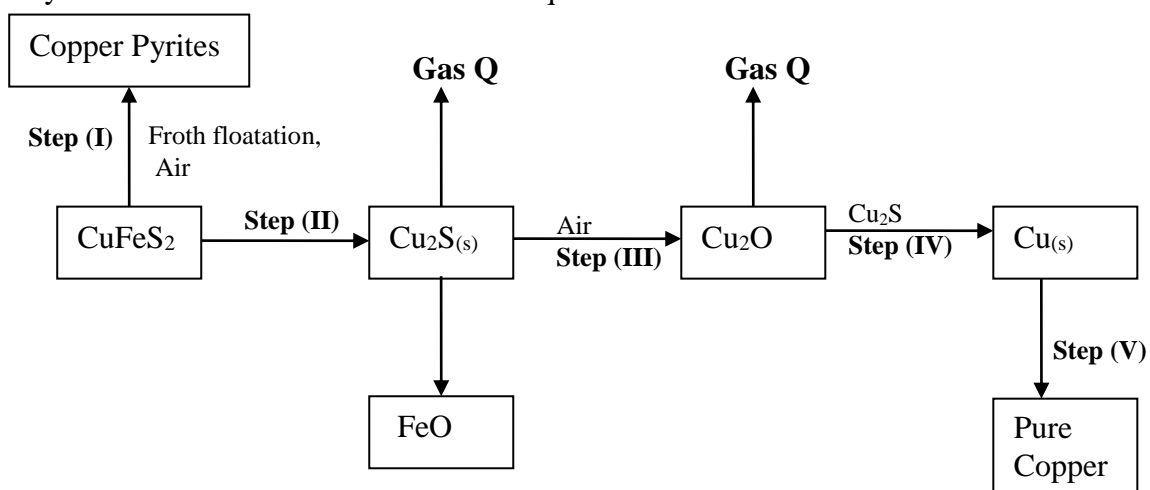 Copper Pyrites
Gas Q
Gas Q
Step (I)
Froth floatation,
Air
CuFeS₂
Step (II)
Cu₂S(s)
Air
Step (III)
Cu₂O
Cu₂S
Step (IV)
Cu(s)
Step (V)
FeO
Pure
Copper